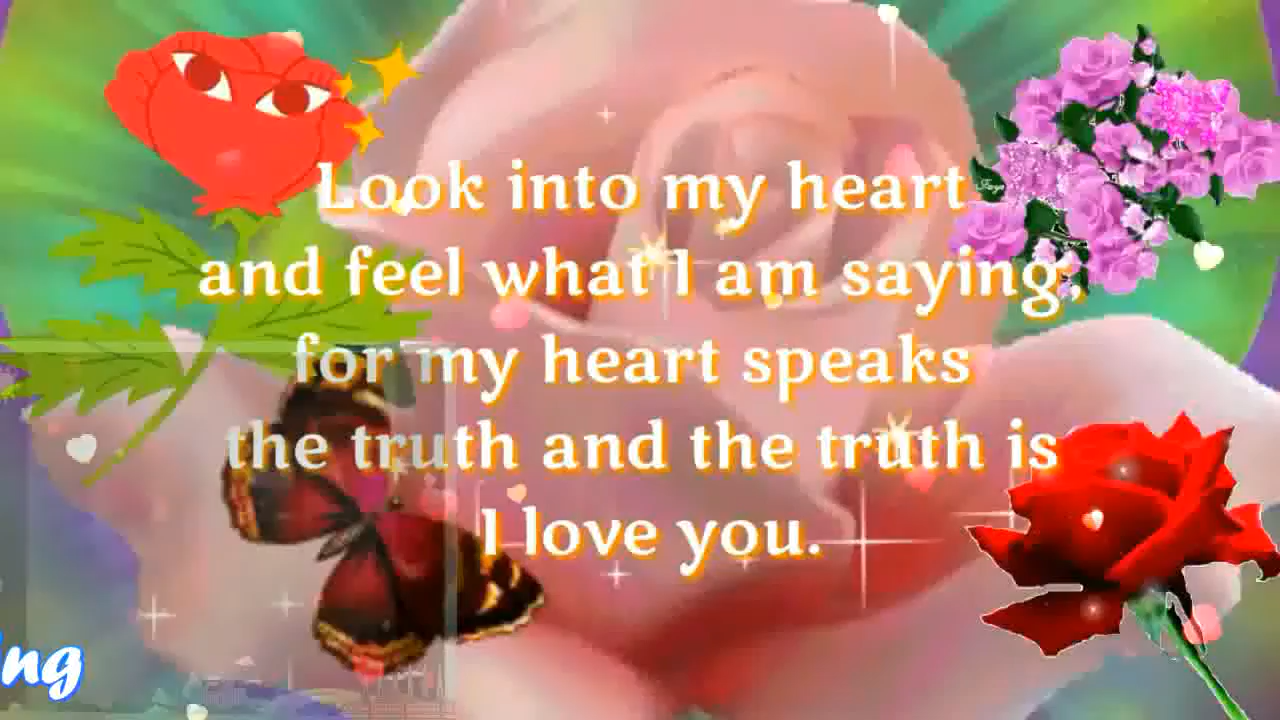 Look into my heart
and feel what I am saying
for my heart speaks
the truth and the truth is
I love you.
ng